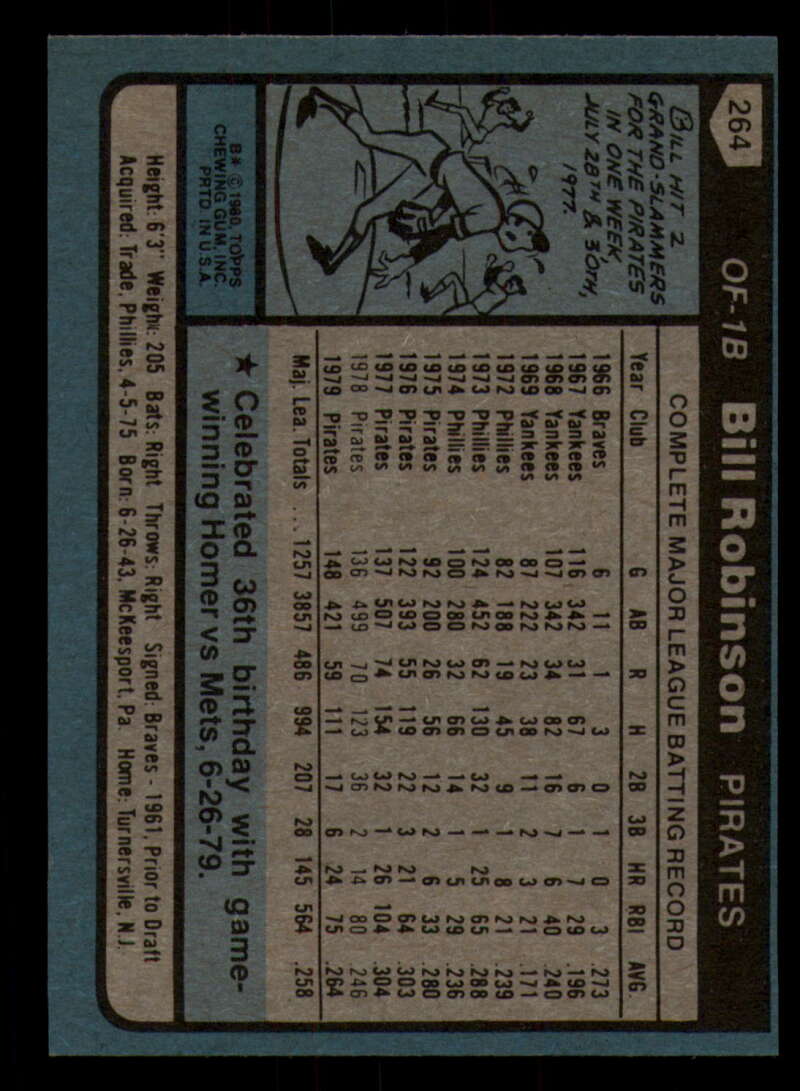 264 OF-1B Bill Robinson PIRATES
BILL HIT 2
GRAND-SLAMMERS
FOR THE PIRATES
IN ONE WEEK,
JULY 28TH & 30TH,
1977.
B* © 1980, TOPPS
CHEWING GUM, INC.
PRTD. IN U.S.A.
COMPLETE MAJOR LEAGUE BATTING RECORD
Year Club G AB R H 2B 3B HR RBI AVG.
1966 Braves 6 11 1 3 0 1 0 3 .273
1967 Yankees 116 342 31 67 6 1 7 29 .196
1968 Yankees 107 342 34 82 16 7 6 40 .240
1969 Yankees 87 222 23 38 11 2 3 21 .171
1972 Phillies 82 188 19 45 9 1 8 21 .239
1973 Phillies 124 452 62 130 32 1 25 65 .288
1974 Phillies 100 280 32 66 14 1 5 29 .236
1975 Pirates 92 200 26 56 12 2 6 33 .280
1976 Pirates 122 393 55 119 22 3 21 64 .303
1977 Pirates 137 507 74 154 32 1 26 104 .304
1978 Pirates 136 499 70 123 36 2 14 80 .246
1979 Pirates 148 421 59 111 17 6 24 75 .264
Maj. Lea. Totals ... 1257 3857 486 994 207 28 145 564 .258
★ Celebrated 36th birthday with game-
winning Homer vs Mets, 6-26-79.
Height: 6'3" Weight: 205 Bats: Right Throws: Right Signed: Braves - 1961, Prior to Draft
Acquired: Trade, Phillies, 4-5-75 Born: 6-26-43, McKeesport, Pa. Home: Turnersville, N.J.